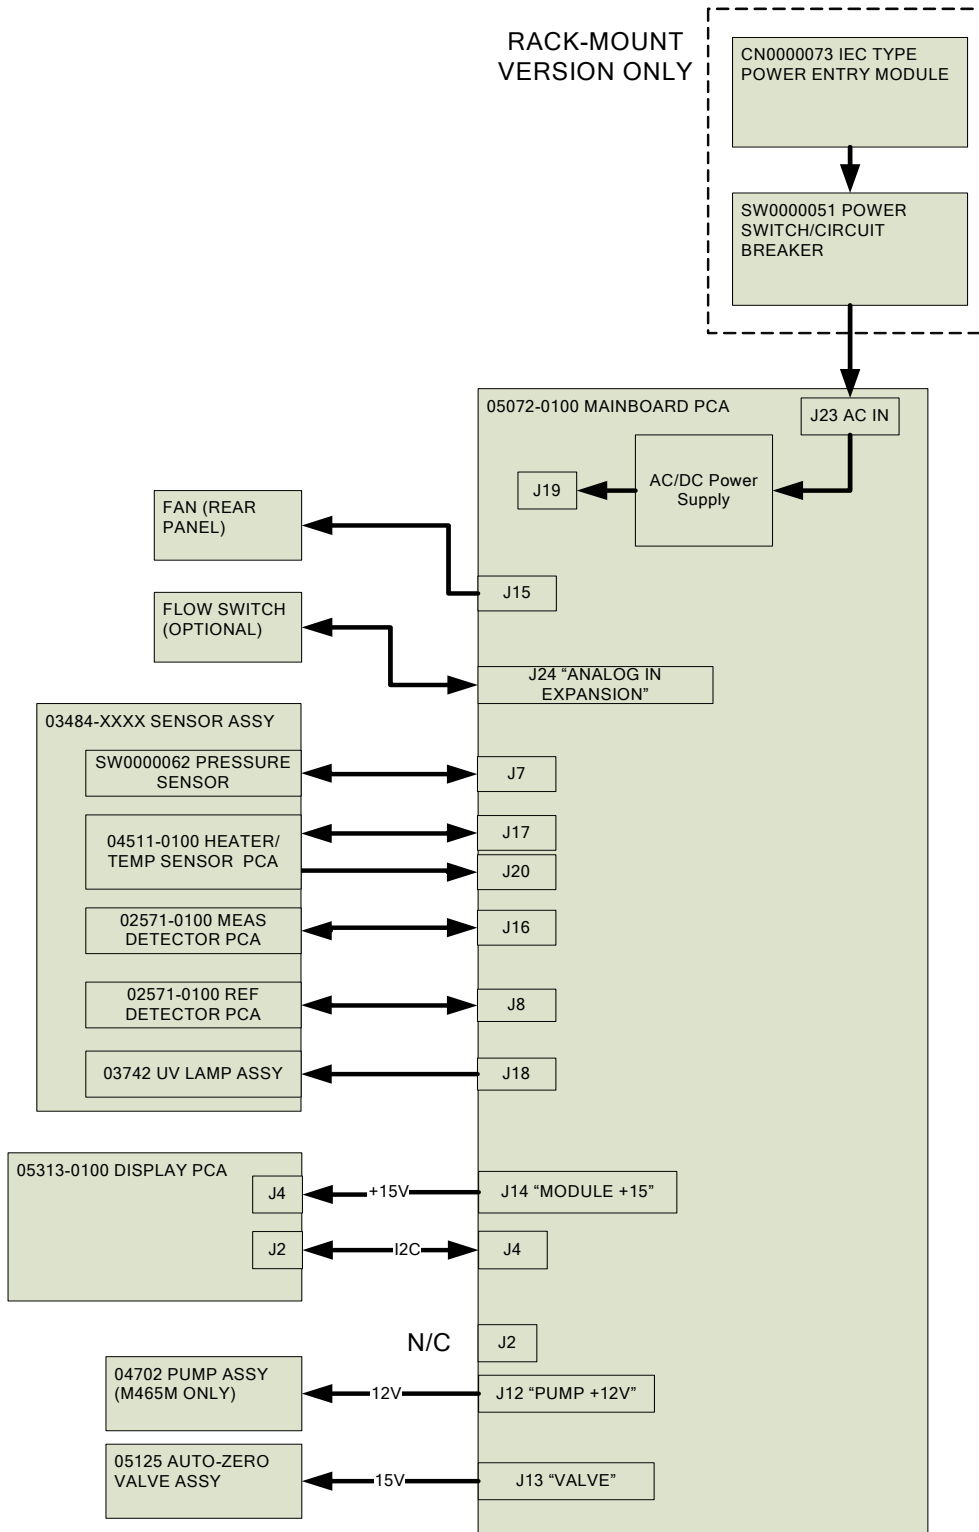 RACK-MOUNT
VERSION ONLY
CN0000073 IEC TYPE
POWER ENTRY MODULE
SW0000051 POWER
SWITCH/CIRCUIT
BREAKER
05072-0100 MAINBOARD PCA
J23 AC IN
J19
AC/DC Power
Supply
FAN (REAR
PANEL)
J15
FLOW SWITCH
(OPTIONAL)
J24 “ANALOG IN
EXPANSION”
03484-XXXX SENSOR ASSY
SW0000062 PRESSURE
SENSOR
J7
04511-0100 HEATER/
TEMP SENSOR PCA
J17
J20
02571-0100 MEAS
DETECTOR PCA
J16
02571-0100 REF
DETECTOR PCA
J8
03742 UV LAMP ASSY
J18
05313-0100 DISPLAY PCA
J4
+15V
J14 “MODULE +15”
J2
I2C
J4
N/C
J2
04702 PUMP ASSY
(M465M ONLY)
12V
J12 “PUMP +12V”
05125 AUTO-ZERO
VALVE ASSY
15V
J13 “VALVE”